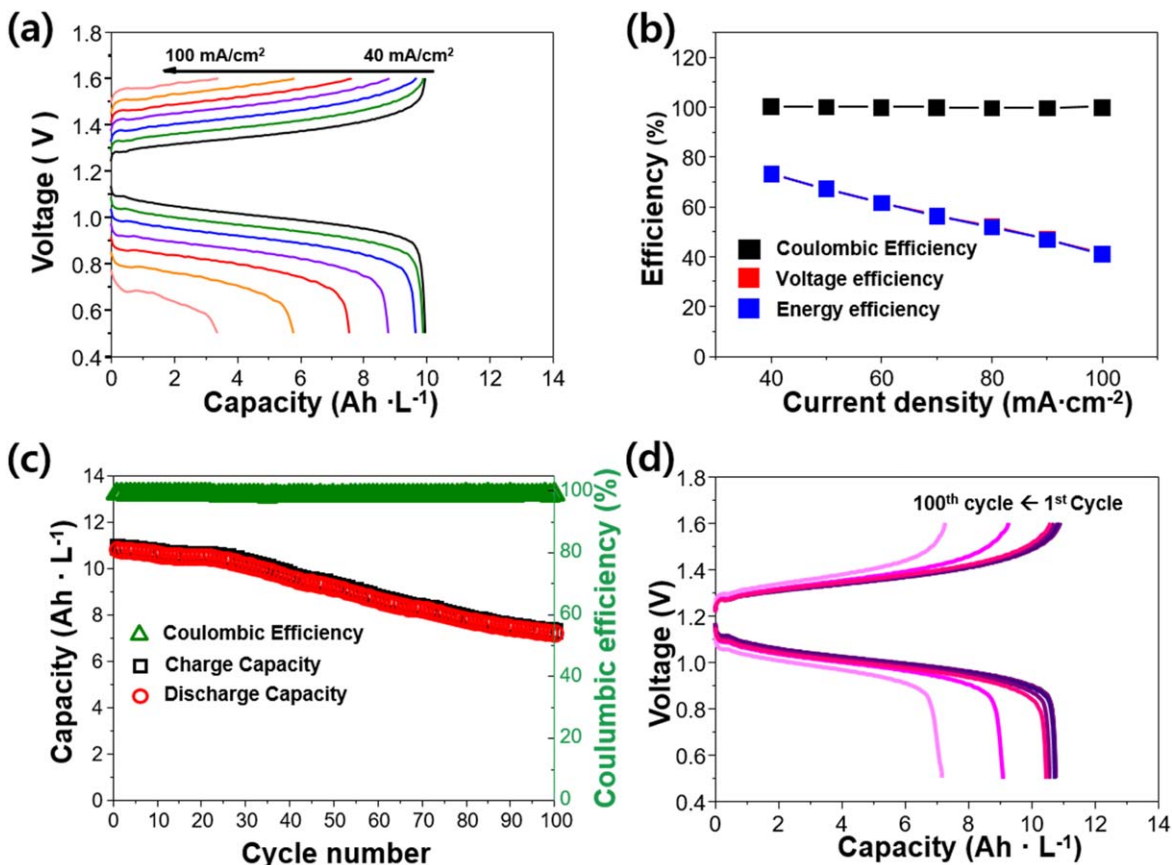 (a)
1.8
1.6
1.4
1.2
1.0
0.8
0.6
0.4
Voltage ( V)
100 mA/cm²
40 mA/cm²
0 2 4 6 8 10 12 14
Capacity (Ah ·L⁻¹)
(b)
120
100
80
60
40
20
0
Efficiency (%)
Coulombic Efficiency
Voltage efficiency
Energy efficiency
40 60 80 100
Current density (mA·cm⁻²)
(c)
14
12
10
8
6
4
2
0
Capacity (Ah · L⁻¹)
Coulombic Efficiency
Charge Capacity
Discharge Capacity
100
80
60
40
20
0
Coulumbic efficiency (%)
0 10 20 30 40 50 60 70 80 90 100
Cycle number
(d)
1.8
1.6
1.4
1.2
1.0
0.8
0.6
0.4
Voltage (V)
100th cycle ← 1st Cycle
0 2 4 6 8 10 12 14
Capacity (Ah · L⁻¹)